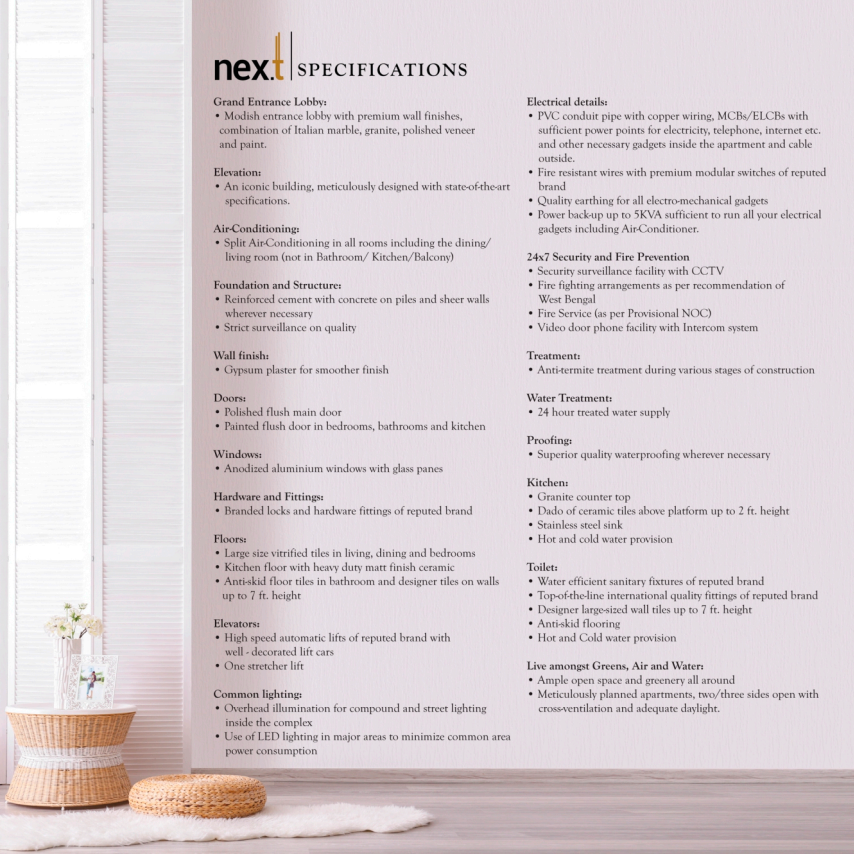 nex.t SPECIFICATIONS
Grand Entrance Lobby:
• Modish entrance lobby with premium wall finishes,
combination of Italian marble, granite, polished veneer
and paint.
Elevation:
• An iconic building, meticulously designed with state-of-the-art
specifications.
Air-Conditioning:
• Split Air-Conditioning in all rooms including the dining/
living room (not in Bathroom/ Kitchen/Balcony)
Foundation and Structure:
• Reinforced cement with concrete on piles and sheer walls
wherever necessary
• Strict surveillance on quality
Wall finish:
• Gypsum plaster for smoother finish
Doors:
• Polished flush main door
• Painted flush door in bedrooms, bathrooms and kitchen
Windows:
• Anodized aluminium windows with glass panes
Hardware and Fittings:
• Branded locks and hardware fittings of reputed brand
Floors:
• Large size vitrified tiles in living, dining and bedrooms
• Kitchen floor with heavy duty matt finish ceramic
• Anti-skid floor tiles in bathroom and designer tiles on walls
up to 7 ft. height
Elevators:
• High speed automatic lifts of reputed brand with
well - decorated lift cars
• One stretcher lift
Common lighting:
• Overhead illumination for compound and street lighting
inside the complex
• Use of LED lighting in major areas to minimize common area
power consumption
Electrical details:
• PVC conduit pipe with copper wiring, MCBs/ELCBs with
sufficient power points for electricity, telephone, internet etc.
and other necessary gadgets inside the apartment and cable
outside.
• Fire resistant wires with premium modular switches of reputed
brand
• Quality earthing for all electro-mechanical gadgets
• Power back-up up to 5KVA sufficient to run all your electrical
gadgets including Air-Conditioner.
24x7 Security and Fire Prevention
• Security surveillance facility with CCTV
• Fire fighting arrangements as per recommendation of
West Bengal
• Fire Service (as per Provisional NOC)
• Video door phone facility with Intercom system
Treatment:
• Anti-termite treatment during various stages of construction
Water Treatment:
• 24 hour treated water supply
Proofing:
• Superior quality waterproofing wherever necessary
Kitchen:
• Granite counter top
• Dado of ceramic tiles above platform up to 2 ft. height
• Stainless steel sink
• Hot and cold water provision
Toilet:
• Water efficient sanitary fixtures of reputed brand
• Top-of-the-line international quality fittings of reputed brand
• Designer large-sized wall tiles up to 7 ft. height
• Anti-skid flooring
• Hot and Cold water provision
Live amongst Greens, Air and Water:
• Ample open space and greenery all around
• Meticulously planned apartments, two/three sides open with
cross-ventilation and adequate daylight.